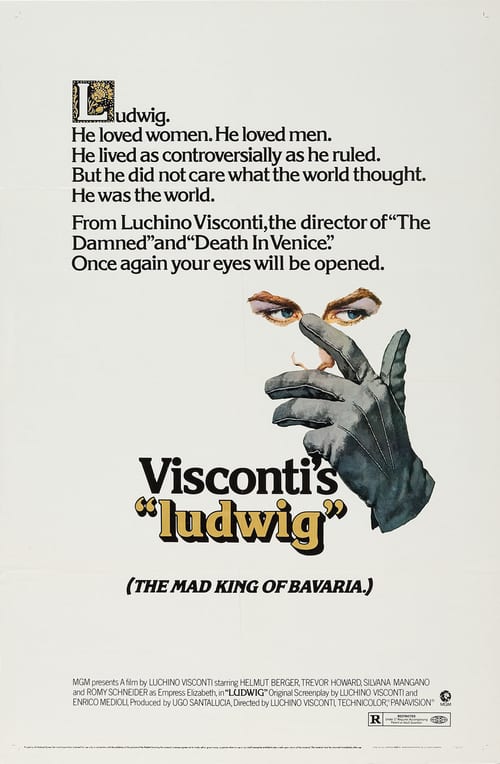 Ludwig.
He loved women. He loved men.
He lived as controversially as he ruled.
But he did not care what the world thought.
He was the world.
From Luchino Visconti, the director of "The
Damned" and "Death In Venice."
Once again your eyes will be opened.
Visconti's
"ludwig"
(THE MAD KING OF BAVARIA.)
MGM presents A film by LUCHINO VISCONTI starring HELMUT BERGER, TREVOR HOWARD, SILVANA MANGANO
and ROMY SCHNEIDER as Empress Elizabeth, in "LUDWIG" Original Screenplay by LUCHINO VISCONTI and
ENRICO MEDIOLI, Produced by UGO SANTALUCIA, Directed by LUCHINO VISCONTI, TECHNICOLOR,® PANAVISION®
MGM
R
RESTRICTED